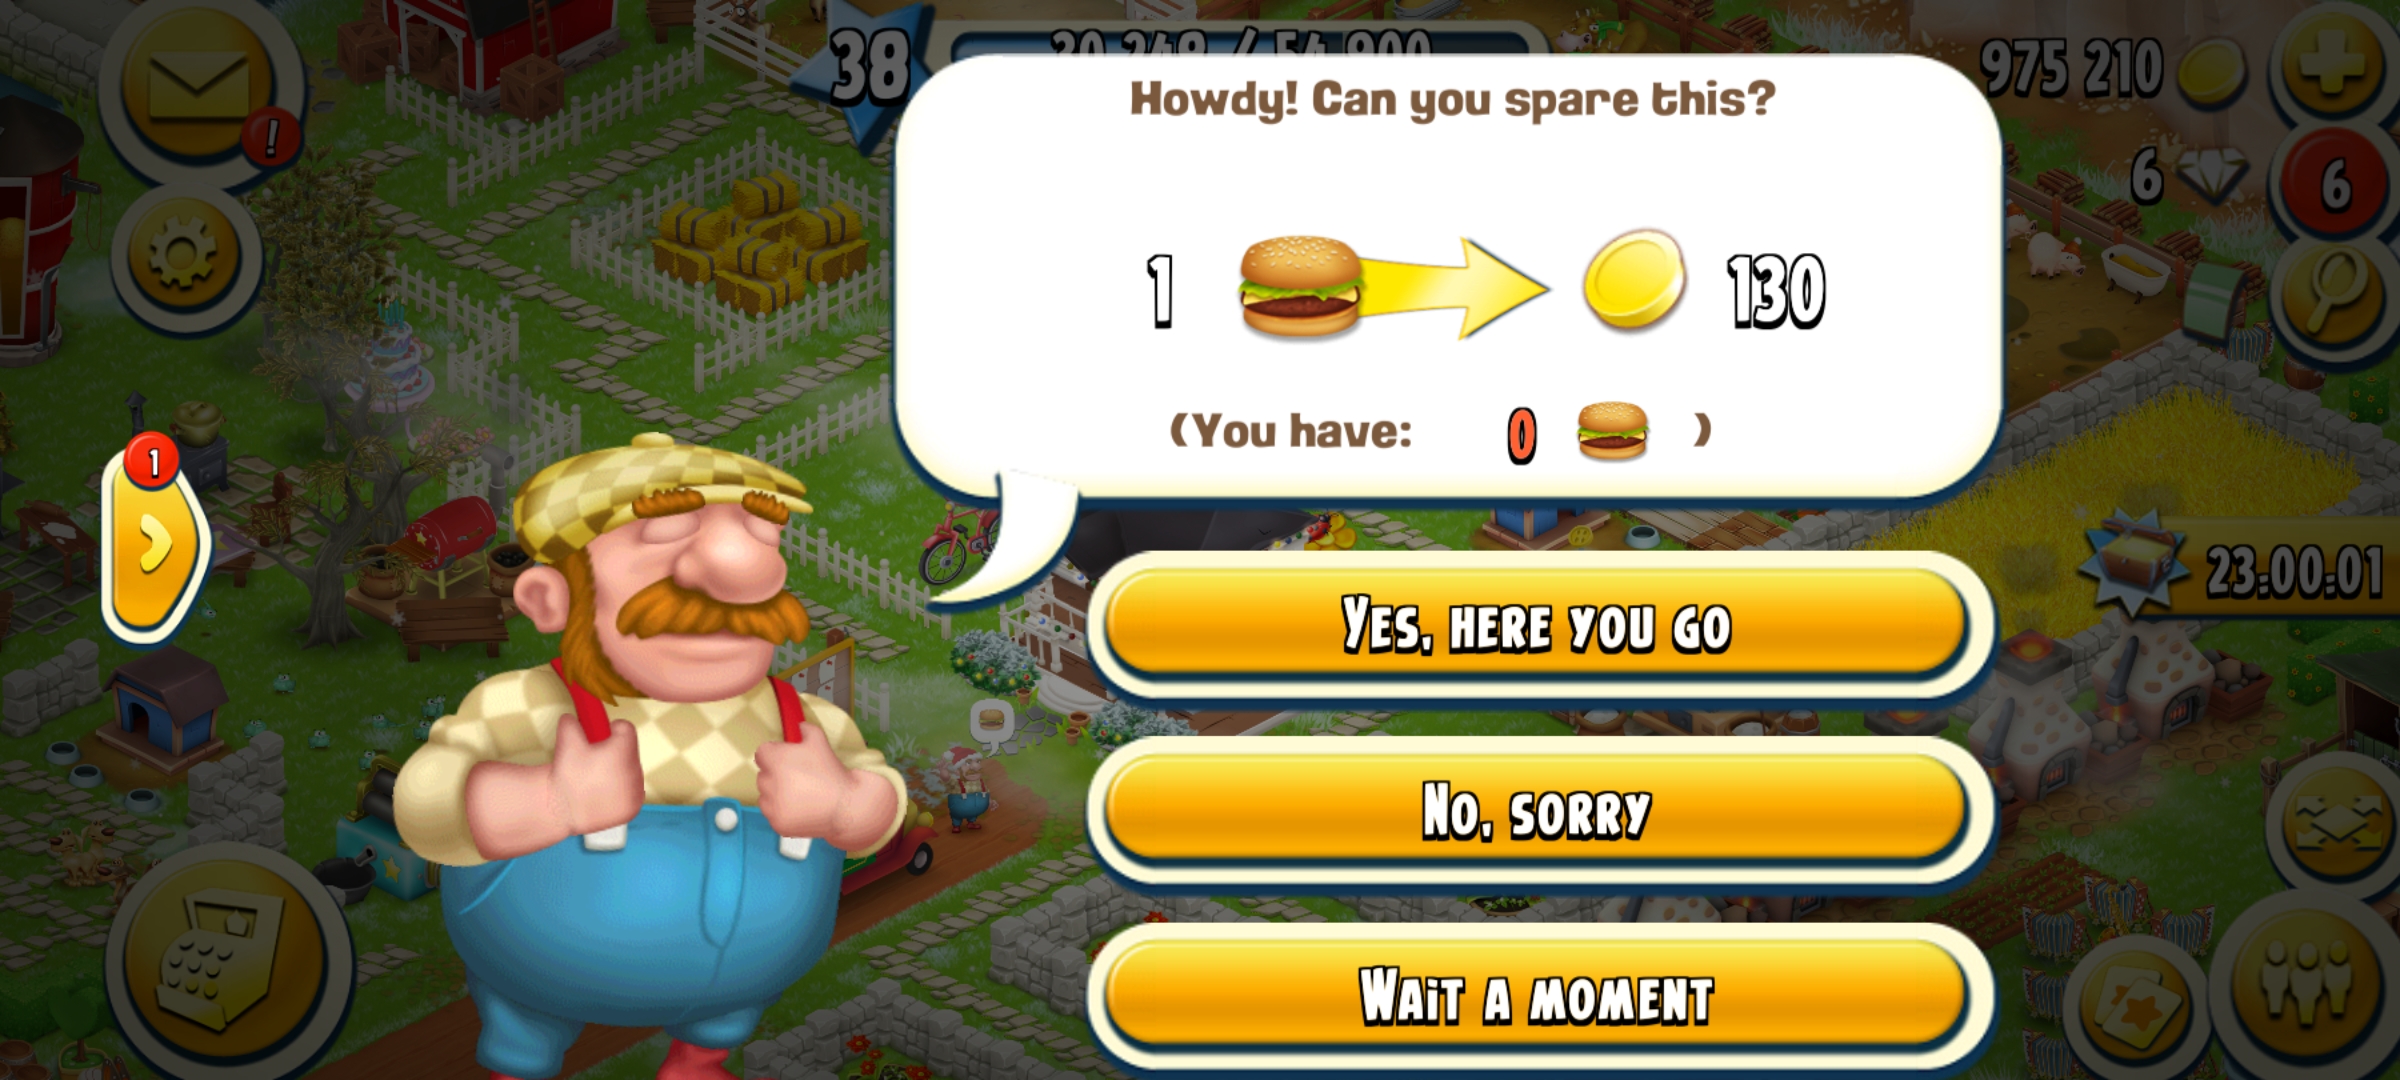 38
975 210
Howdy! Can you spare this?
6
6
1
130
(You have: 0 )
1
23:00:01
Yes, here you go
No, sorry
Wait a moment